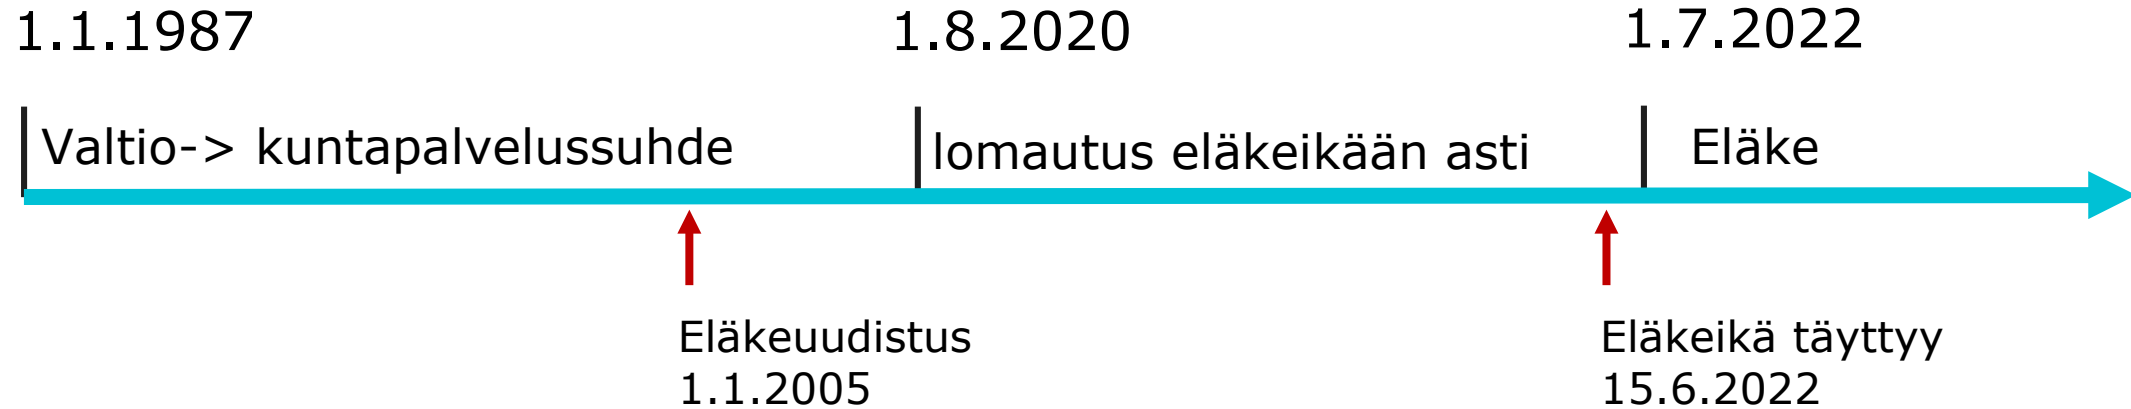 1.1.1987
1.8.2020
1.7.2022
Valtio-> kuntapalvelussuhde
lomautus eläkeikään asti
Eläke
Eläkeuudistus
1.1.2005
Eläkeikä täyttyy
15.6.2022